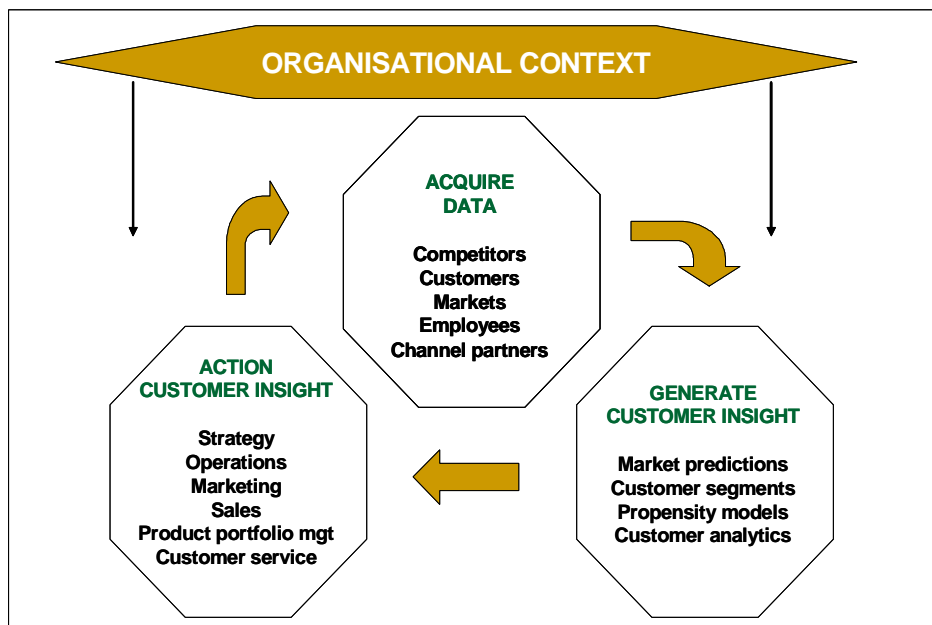 ORGANISATIONAL CONTEXT
ACQUIRE
DATA
Competitors
Customers
Markets
Employees
Channel partners
ACTION
CUSTOMER INSIGHT
Strategy
Operations
Marketing
Sales
Product portfolio mgt
Customer service
GENERATE
CUSTOMER INSIGHT
Market predictions
Customer segments
Propensity models
Customer analytics